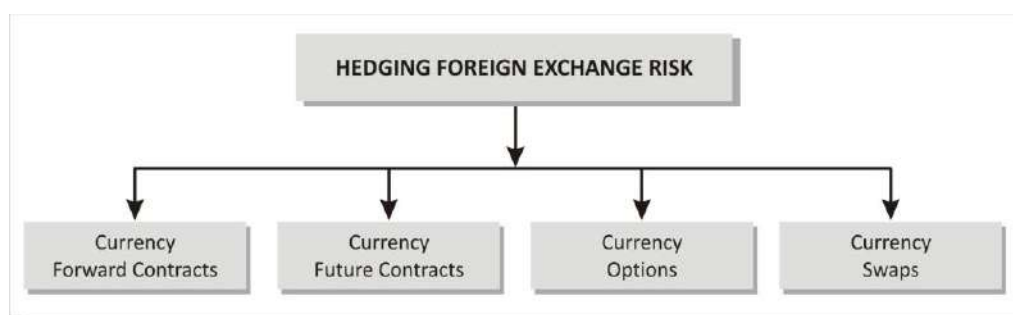 HEDGING FOREIGN EXCHANGE RISK
Currency
Forward Contracts
Currency
Future Contracts
Currency
Options
Currency
Swaps